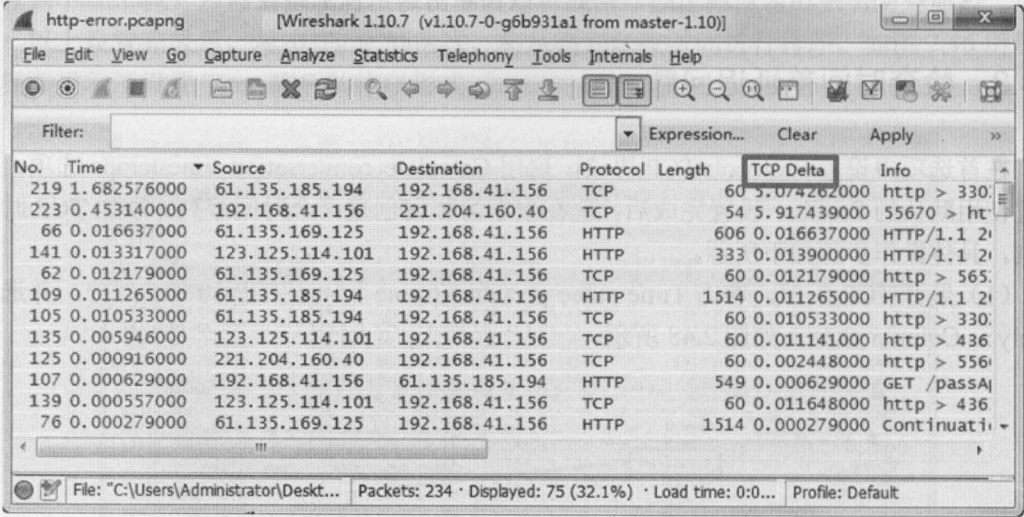 http-error.pcapng [Wireshark 1.10.7 (v1.10.7-0-g6b931a1 from master-1.10)]
File Edit View Go Capture Analyze Statistics Telephony Tools Internals Help
Filter: Expression... Clear Apply »
No. Time Source Destination Protocol Length TCP Delta Info
219 1.682576000 61.135.185.194 192.168.41.156 TCP 60 5.074262000 http > 330
223 0.453140000 192.168.41.156 221.204.160.40 TCP 54 5.917439000 55670 > ht
66 0.016637000 61.135.169.125 192.168.41.156 HTTP 606 0.016637000 HTTP/1.1 2
141 0.013317000 123.125.114.101 192.168.41.156 HTTP 333 0.013900000 HTTP/1.1 2
62 0.012179000 61.135.169.125 192.168.41.156 TCP 60 0.012179000 http > 565
109 0.011265000 61.135.185.194 192.168.41.156 HTTP 1514 0.011265000 HTTP/1.1 2
105 0.010533000 61.135.185.194 192.168.41.156 TCP 60 0.010533000 http > 330
135 0.005946000 123.125.114.101 192.168.41.156 TCP 60 0.011141000 http > 436
125 0.000916000 221.204.160.40 192.168.41.156 TCP 60 0.002448000 http > 556
107 0.000629000 192.168.41.156 61.135.185.194 HTTP 549 0.000629000 GET /passA
139 0.000557000 123.125.114.101 192.168.41.156 TCP 60 0.011648000 http > 436
76 0.000279000 61.135.169.125 192.168.41.156 HTTP 1514 0.000279000 Continuati
File: "C:\Users\Administrator\Deskt... Packets: 234 · Displayed: 75 (32.1%) · Load time: 0:0... Profile: Default